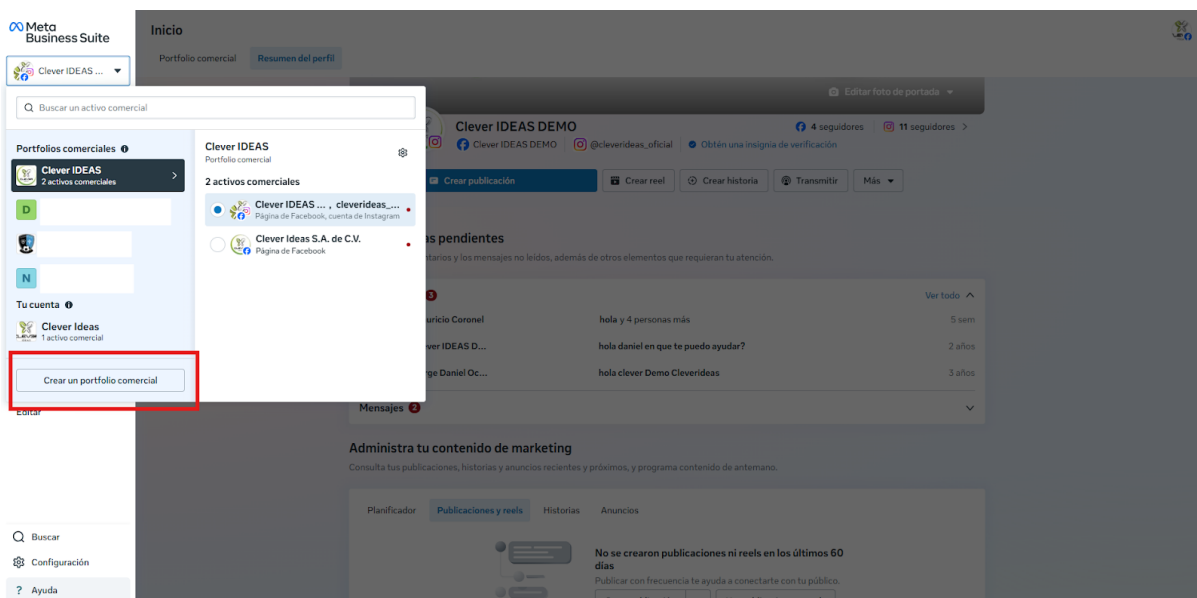 Meta
Business Suite
Clever IDEAS ...
Buscar un activo comercial
Portfolios comerciales
Clever IDEAS
2 activos comerciales
D
N
Tu cuenta
Clever Ideas
1 activo comercial
Crear un portfolio comercial
Clever IDEAS
Portfolio comercial
2 activos comerciales
Clever IDEAS ... , cleverideas_...
Página de Facebook, cuenta de Instagram
Clever Ideas S.A. de C.V.
Página de Facebook
Editar
Buscar
Configuración
? Ayuda
Inicio
Portfolio comercial Resumen del perfil
Editar foto de portada
Clever IDEAS DEMO
4 seguidores 11 seguidores >
Clever IDEAS DEMO @cleverideas_oficial Obtén una insignia de verificación
Crear publicación Crear reel Crear historia Transmitir Más
as pendientes
ntarios y los mensajes no leídos, además de otros elementos que requieran tu atención.
3 Ver todo
uricio Coronel hola y 4 personas más 5 sem
ver IDEAS D... hola daniel en que te puedo ayudar? 2 años
rge Daniel Oc... hola clever Demo Cleverideas 3 años
Mensajes 2
Administra tu contenido de marketing
Consulta tus publicaciones, historias y anuncios recientes y próximos, y programa contenido de antemano.
Planificador Publicaciones y reels Historias Anuncios
No se crearon publicaciones ni reels en los últimos 60
días
Publicar con frecuencia te ayuda a conectarte con tu público.